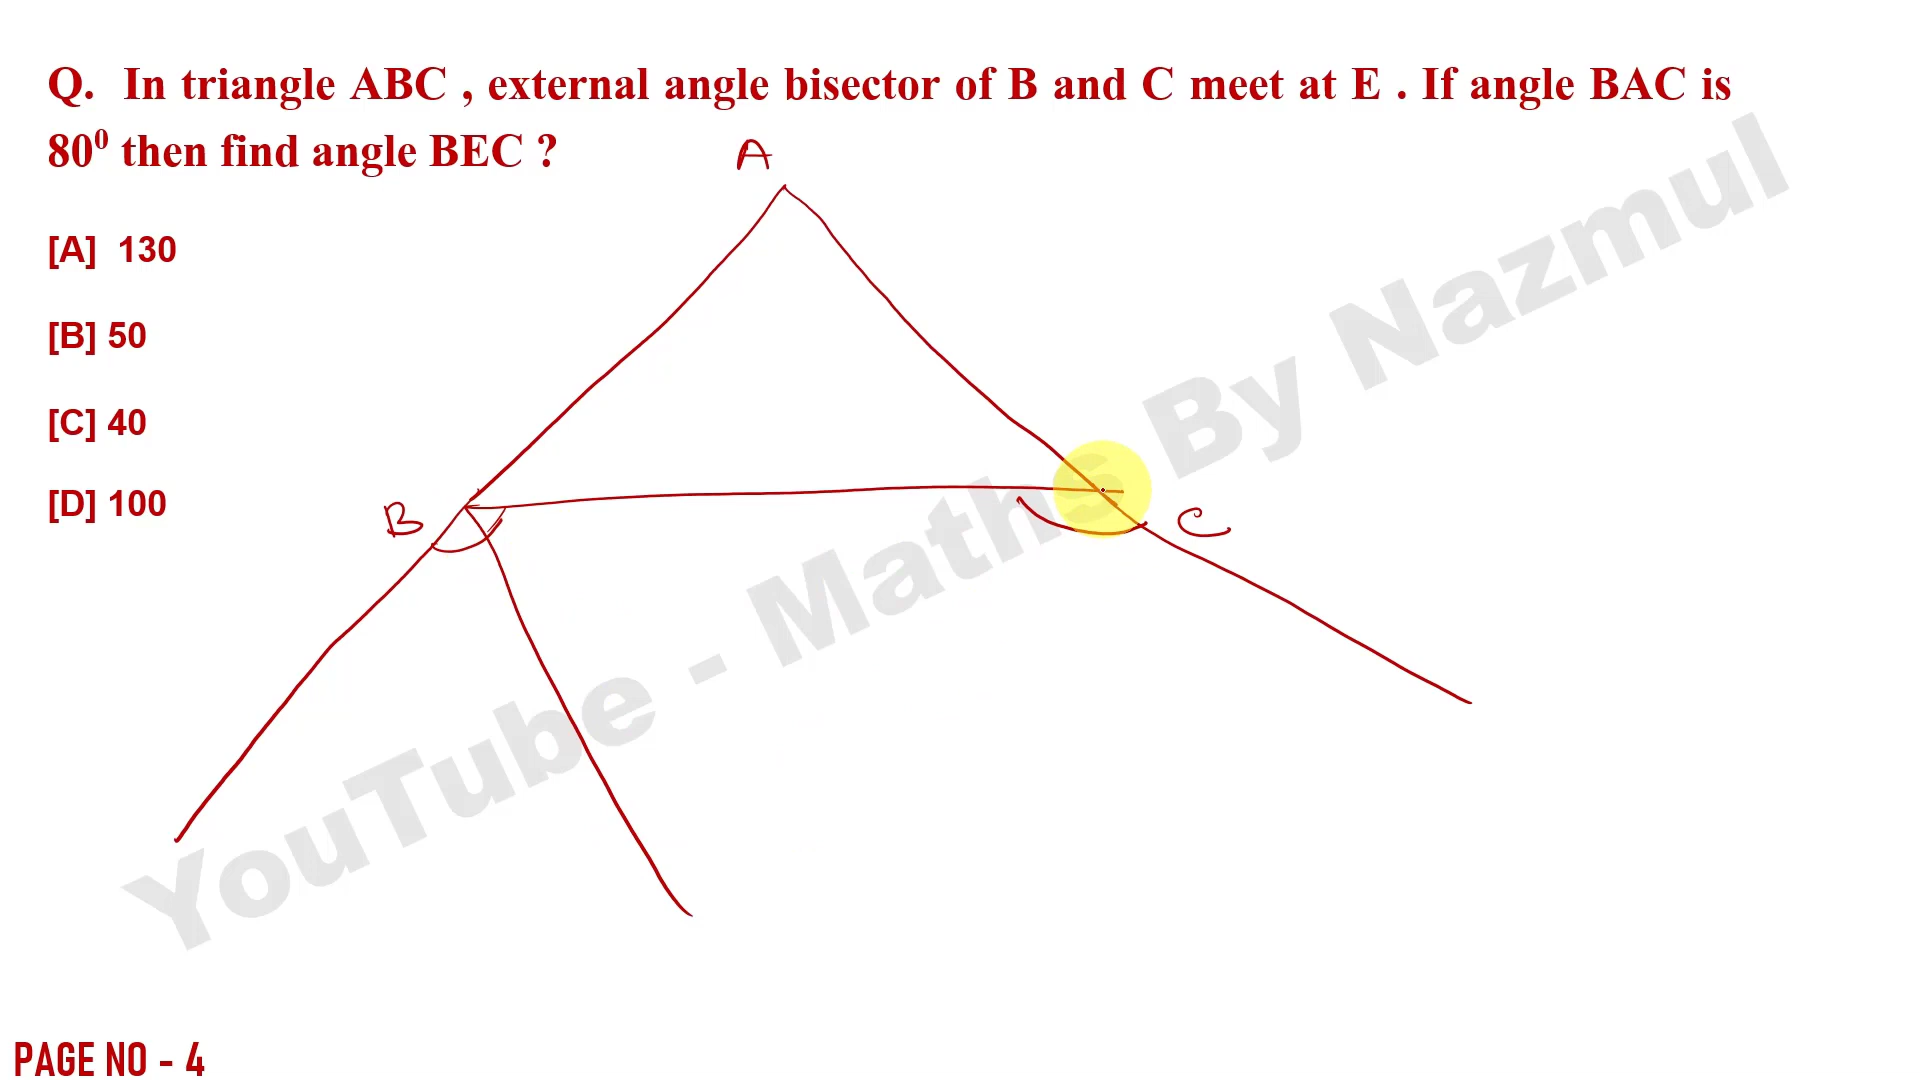 Q. In triangle ABC , external angle bisector of B and C meet at E . If angle BAC is
80⁰ then find angle BEC ?
A
[A] 130
[B] 50
[C] 40
[D] 100
B
C
YouTube - Maths By Nazmul
PAGE NO - 4